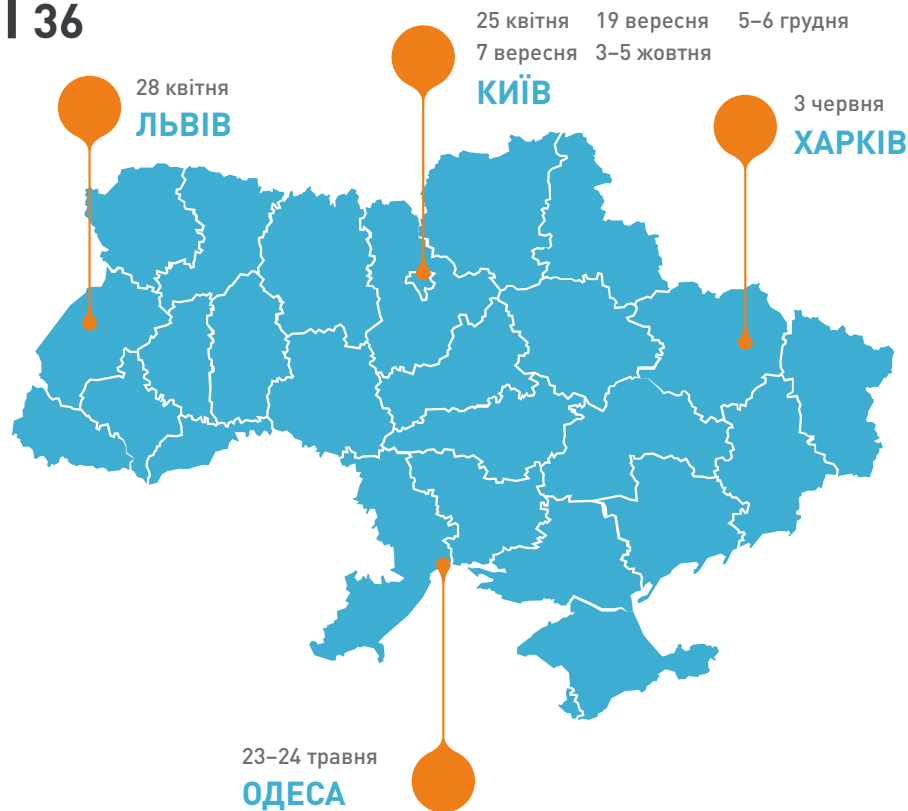 36
25 квітня 19 вересня 5–6 грудня
7 вересня 3–5 жовтня
КИЇВ
28 квітня
ЛЬВІВ
3 червня
ХАРКІВ
23–24 травня
ОДЕСА